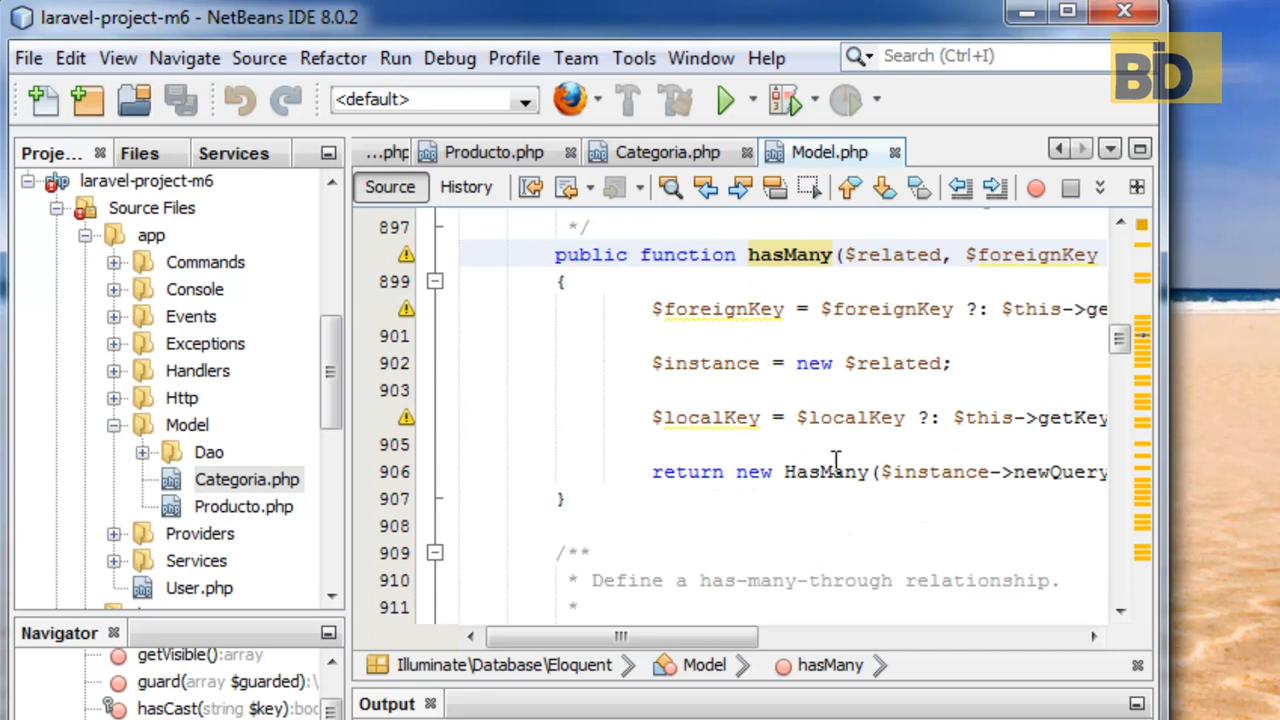 laravel-project-m6 - NetBeans IDE 8.0.2
File Edit View Navigate Source Refactor Run Debug Profile Team Tools Window Help
Search (Ctrl+I)
BID
<default>
Proje... Files Services
...php Producto.php Categoria.php Model.php
Source History
laravel-project-m6
Source Files
app
Commands
Console
Events
Exceptions
Handlers
Http
Model
Dao
Categoria.php
Producto.php
Providers
Services
User.php
897 */
public function hasMany($related, $foreignKey
899 {
$foreignKey = $foreignKey ?: $this->ge
901
902 $instance = new $related;
903
$localKey = $localKey ?: $this->getKey
905
906 return new HasMany($instance->newQuery
907 }
908
909 /**
910 * Define a has-many-through relationship.
911 *
Navigator
getVisible():array
guard(array $guarded):\
hasCast(string $key):boo
Illuminate\Database\Eloquent Model hasMany
Output